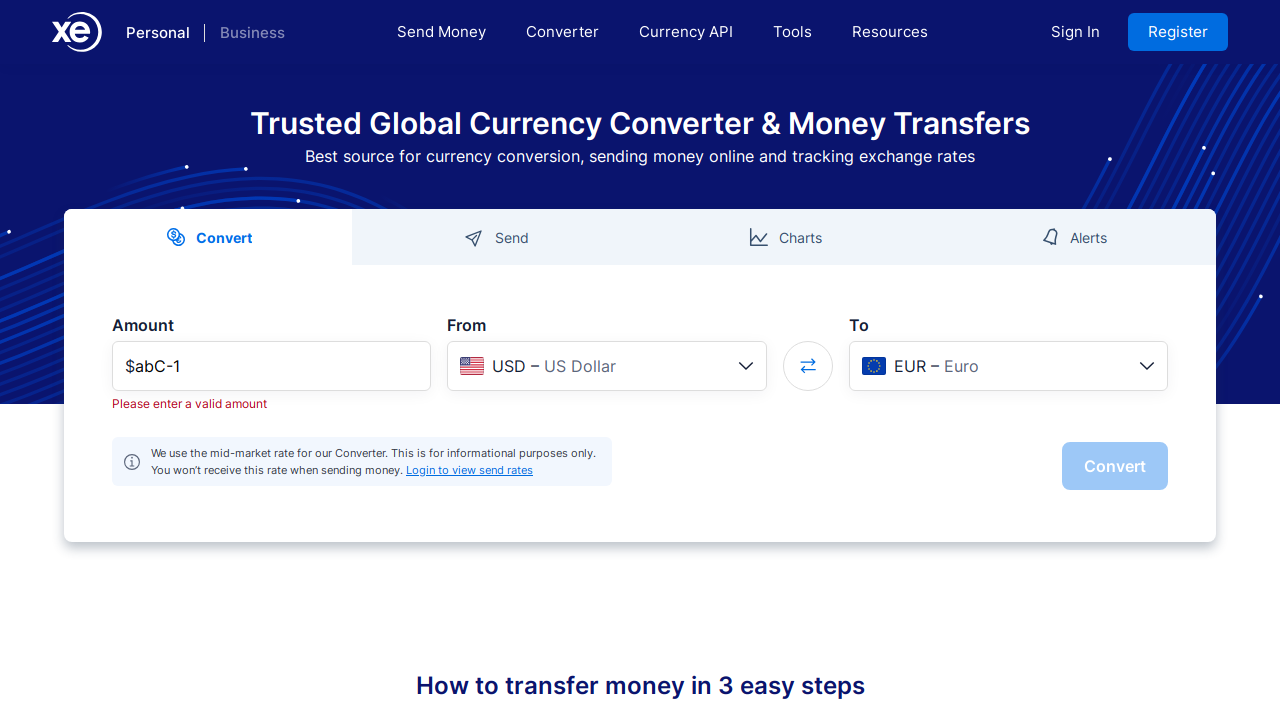 xe
Personal
Business
Send Money
Converter
Currency API
Tools
Resources
Sign In
Register
Trusted Global Currency Converter & Money Transfers
Best source for currency conversion, sending money online and tracking exchange rates
Convert
Send
Charts
Alerts
Amount
From
To
$abC-1
USD – US Dollar
EUR – Euro
Please enter a valid amount
We use the mid-market rate for our Converter. This is for informational purposes only.
You won’t receive this rate when sending money. Login to view send rates
Convert
How to transfer money in 3 easy steps